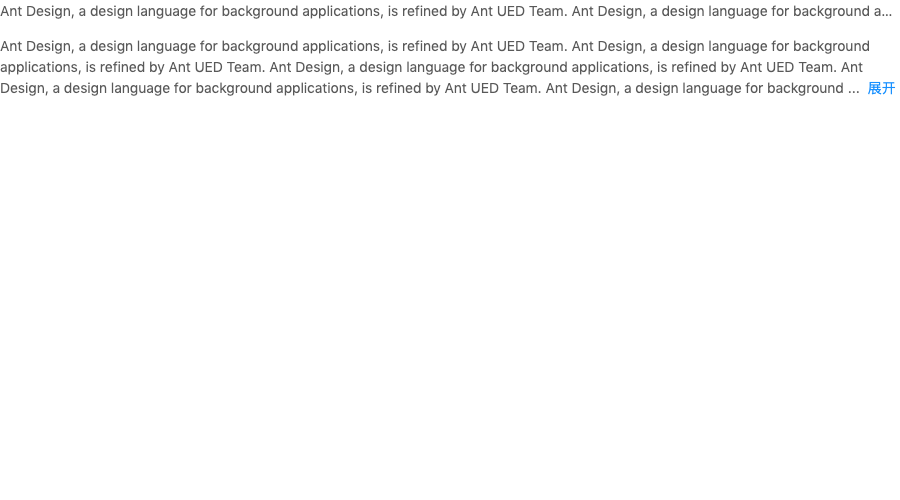 Ant Design, a design language for background applications, is refined by Ant UED Team. Ant Design, a design language for background a...
Ant Design, a design language for background applications, is refined by Ant UED Team. Ant Design, a design language for background
applications, is refined by Ant UED Team. Ant Design, a design language for background applications, is refined by Ant UED Team. Ant
Design, a design language for background applications, is refined by Ant UED Team. Ant Design, a design language for background ... 展开